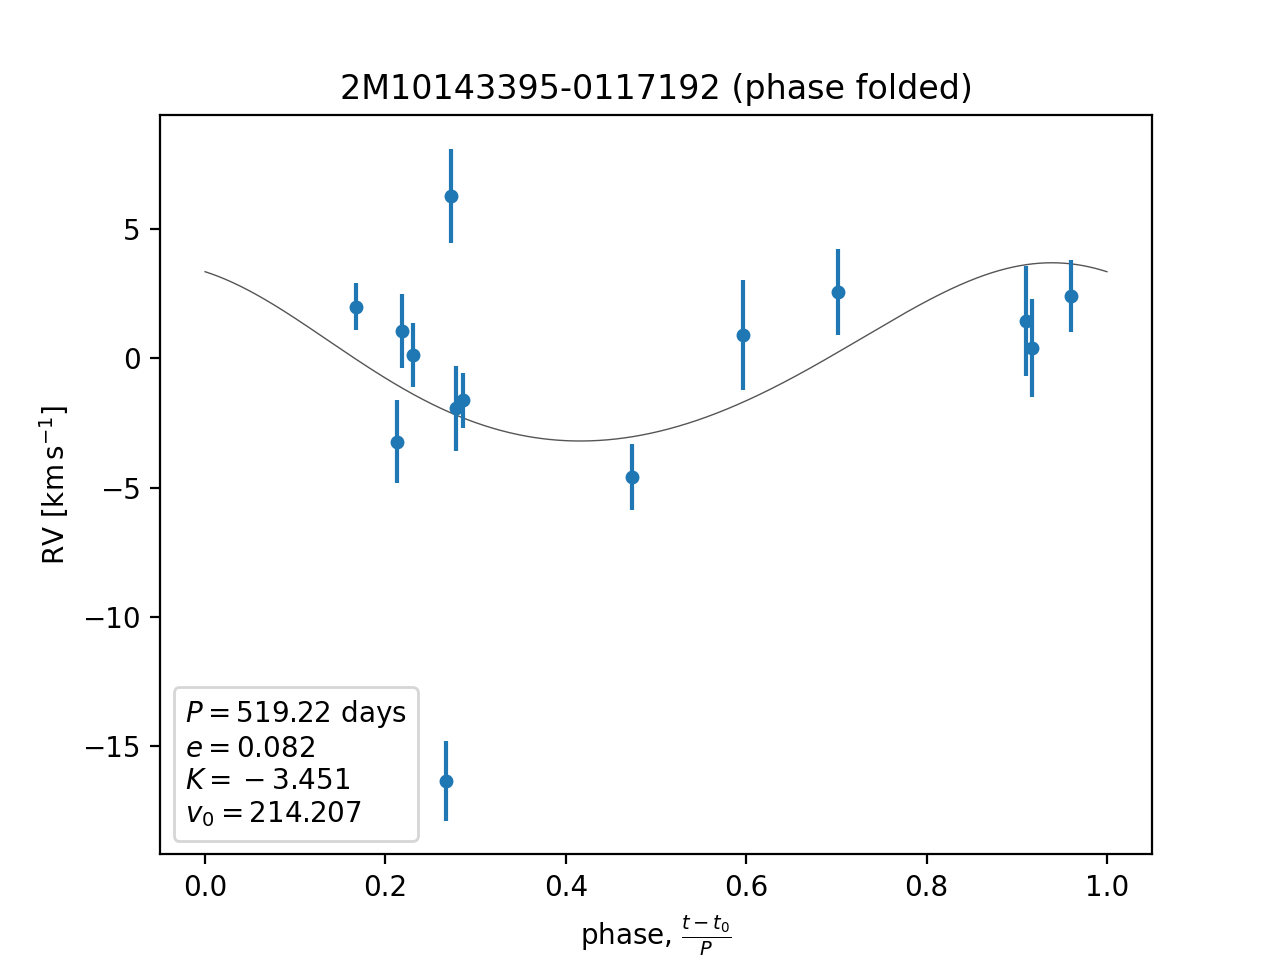 2M10143395-0117192 (phase folded)
RV [km s⁻¹]
5
0
−5
−10
−15
P = 519.22 days
e = 0.082
K = −3.451
v₀ = 214.207
0.0 0.2 0.4 0.6 0.8 1.0
phase, (t − t₀)/P